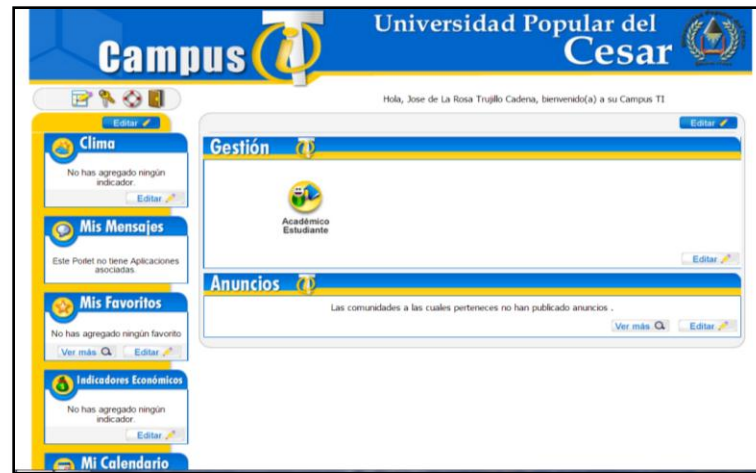 Campus TI
Universidad Popular del
Cesar
Hola, Jose de La Rosa Trujillo Cadena, bienvenido(a) a su Campus TI
Editar
Clima
No has agregado ningún
indicador.
Editar
Mis Mensajes
Este Portlet no tiene Aplicaciones
asociadas.
Mis Favoritos
No has agregado ningún favorito
Ver más
Editar
Indicadores Económicos
No has agregado ningún
indicador.
Editar
Mi Calendario
Editar
Gestión
Académico
Estudiante
Editar
Anuncios
Las comunidades a las cuales perteneces no han publicado anuncios .
Ver más
Editar